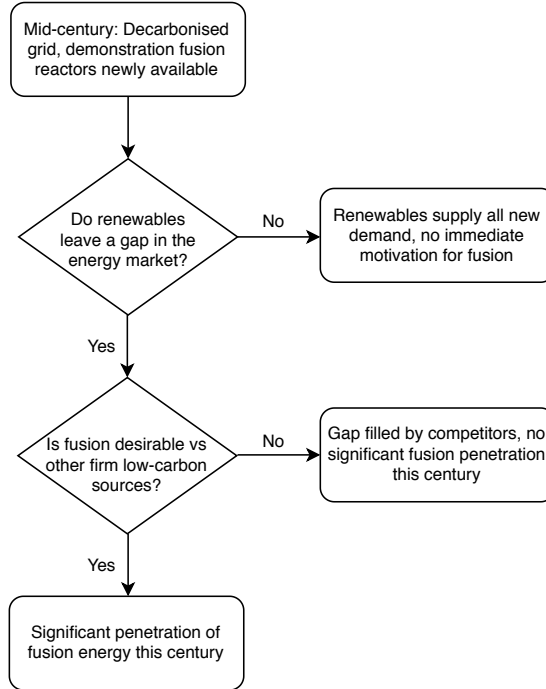 Mid-century: Decarbonised
grid, demonstration fusion
reactors newly available
Do renewables
leave a gap in the
energy market?
No
Renewables supply all new
demand, no immediate
motivation for fusion
Yes
Is fusion desirable vs
other firm low-carbon
sources?
No
Gap filled by competitors, no
significant fusion penetration
this century
Yes
Significant penetration of
fusion energy this century